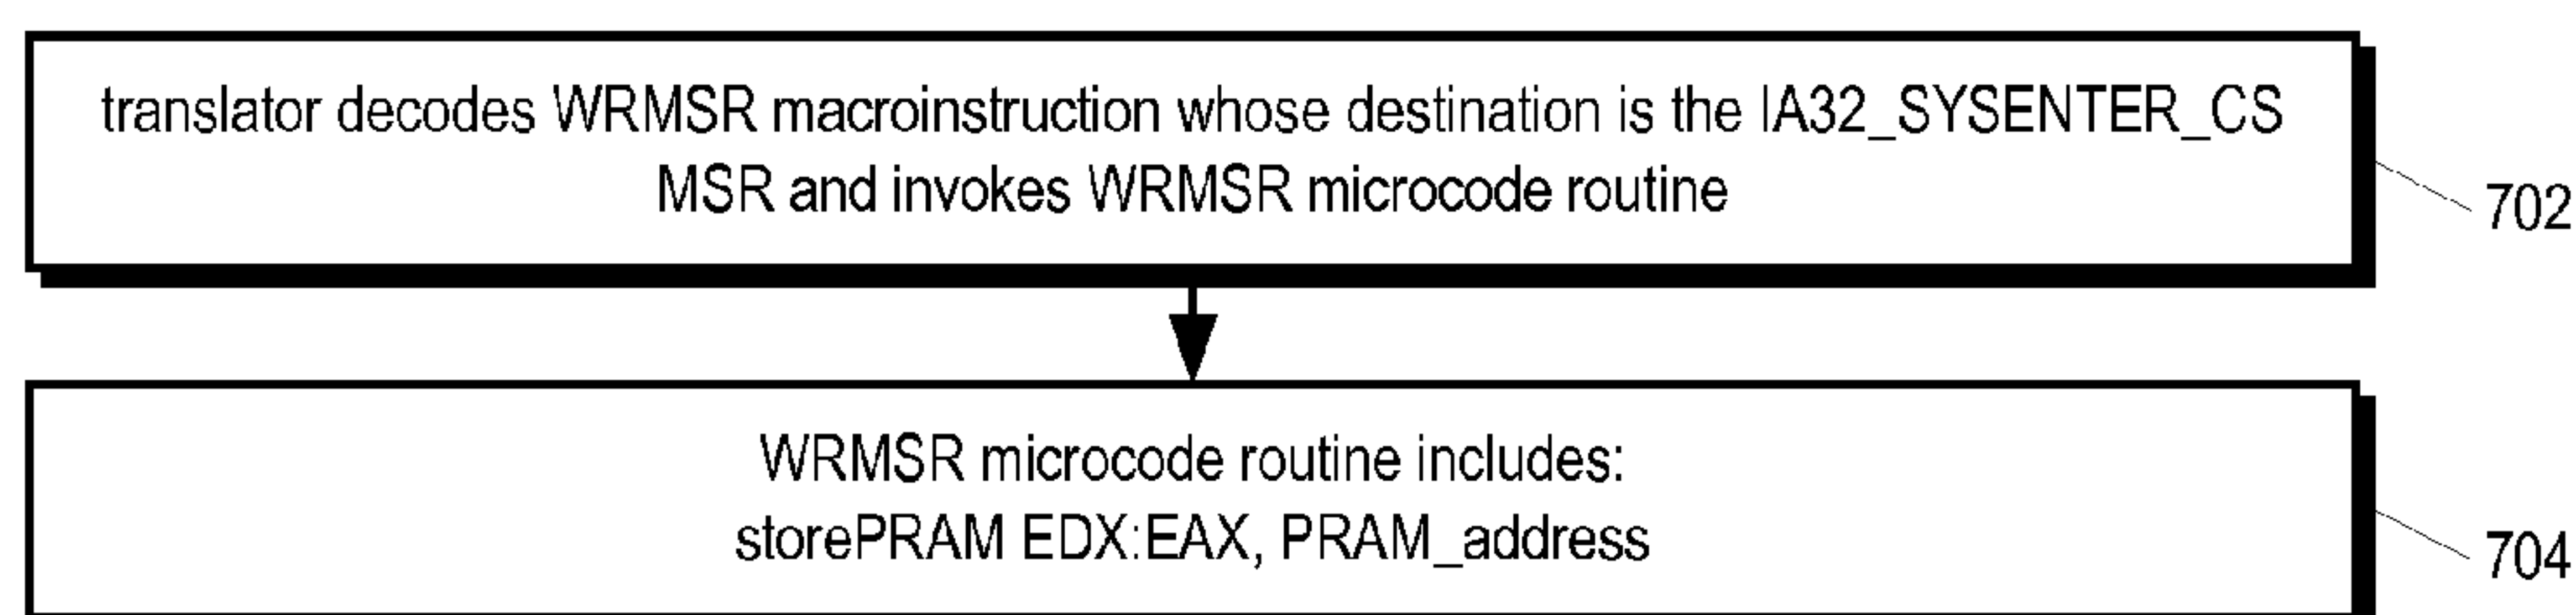 translator decodes WRMSR macroinstruction whose destination is the IA32_SYSENTER_CS
MSR and invokes WRMSR microcode routine
702
WRMSR microcode routine includes:
storePRAM EDX:EAX, PRAM_address
704